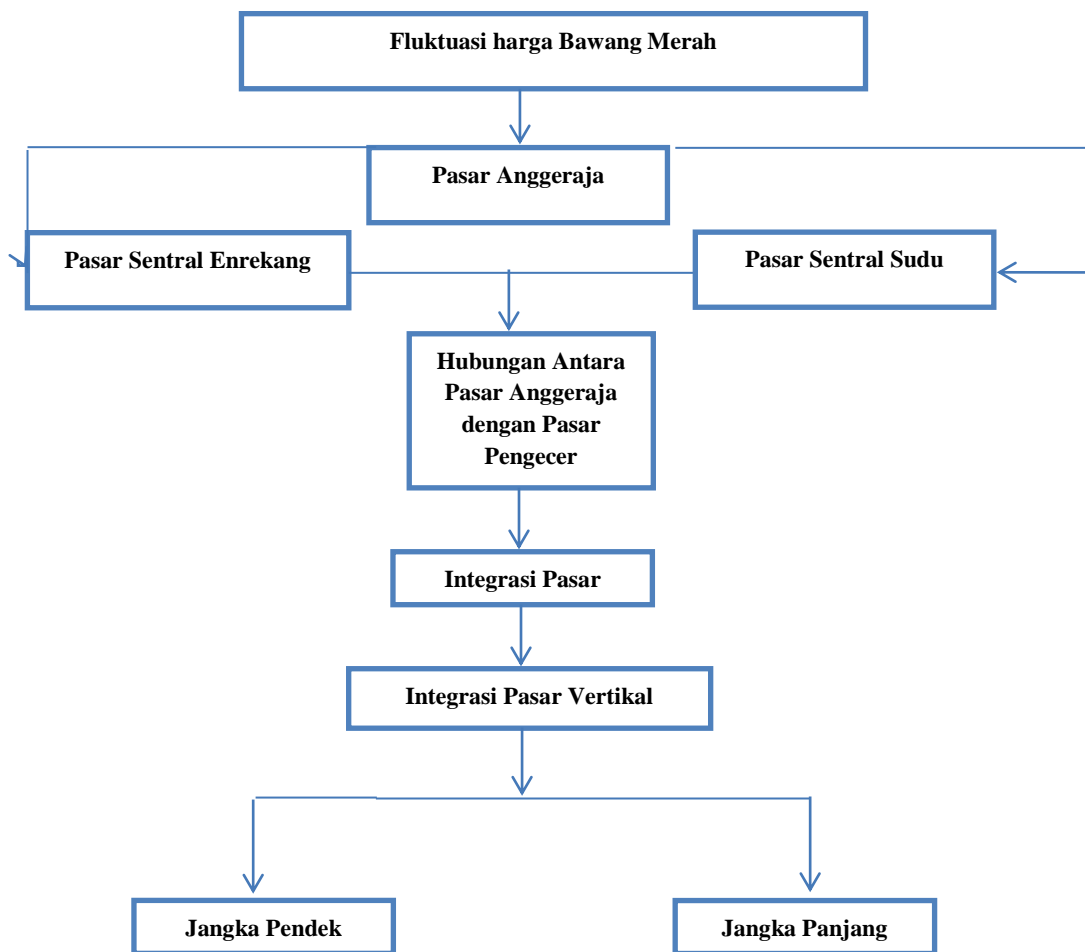 Fluktuasi harga Bawang Merah
Pasar Anggeraja
Pasar Sentral Enrekang
Pasar Sentral Sudu
Hubungan Antara
Pasar Anggeraja
dengan Pasar
Pengecer
Integrasi Pasar
Integrasi Pasar Vertikal
Jangka Pendek
Jangka Panjang